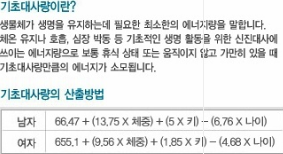 기초대사량이란?
생물체가 생명을 유지하는데 필요한 최소한의 에너지량을 말합니다.
체온 유지나 호흡, 심장 박동 등 기초적인 생명 활동을 위한 신진대사에
쓰이는 에너지량으로 보통 휴식 상태 또는 움직이지 않고 가만히 있을 때
기초대사량만큼의 에너지가 소모됩니다.
기초대사량의 산출방법
남자 66,47 + (13,75 X 체중) + (5 X 키) – (6,76 X 나이)
여자 655,1 + (9,56 X 체중) + (1,85 X 키) – (4,68 X 나이)